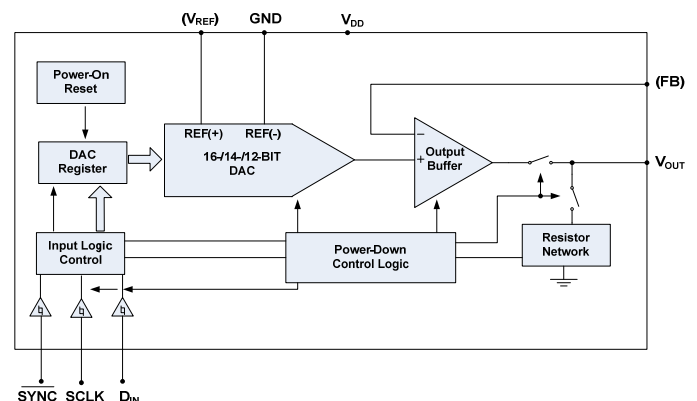 (VREF) GND VDD
Power-On
Reset
(FB)
REF(+) REF(-)
16-/14-/12-BIT
DAC
DAC
Register
−
+
Output
Buffer
VOUT
Input Logic
Control
Power-Down
Control Logic
Resistor
Network
SYNC SCLK DIN